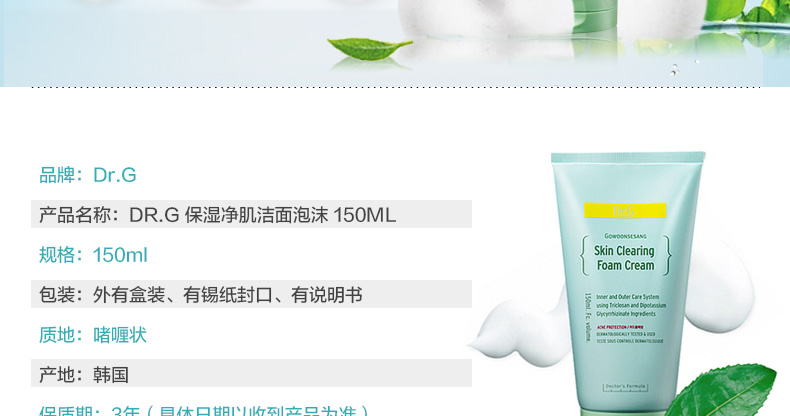 品牌：Dr.G
产品名称：DR.G 保湿净肌洁面泡沫 150ML
规格：150ml
包装：外有盒装、有锡纸封口、有说明书
质地：啫喱状
产地：韩国
保质期：3年（具体日期以收到产品为准）
GOWOONSESANG
Skin Clearing
Foam Cream
Inner and Outer Care System
using Triclosan and Dipotassium
Glycyrrhizinate Ingredients
ACNE PROTECTION /
DERMATOLOGICALLY TESTED & USED
TESTE SOUS CONTROLE DERMATOLOGIQUE
150ml Fc. volume.
Doctor's Formula